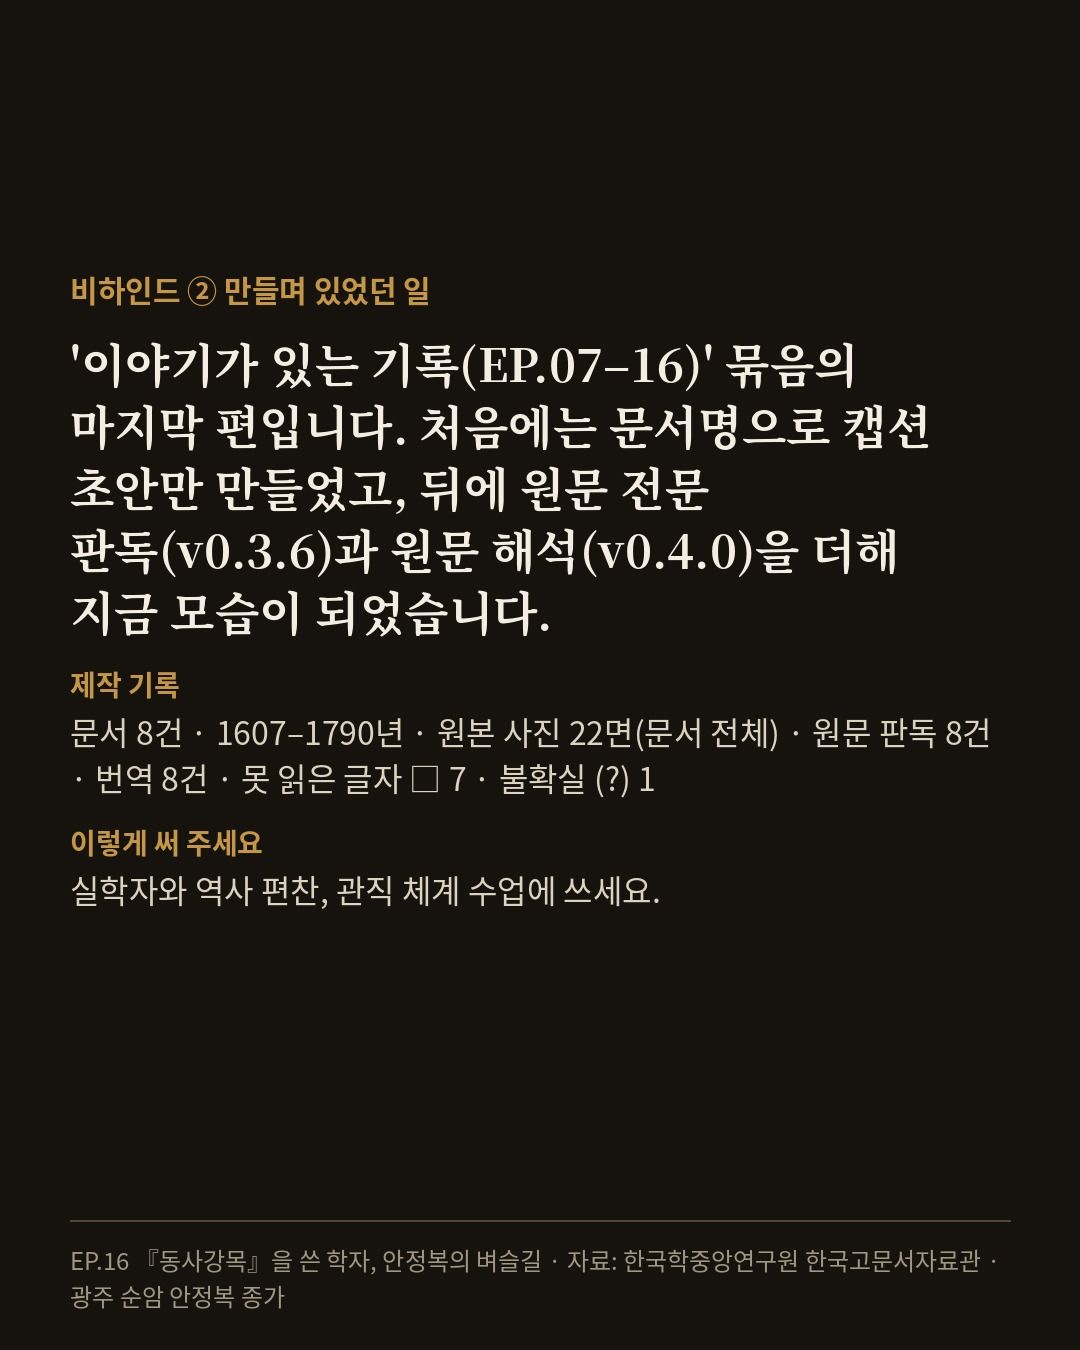 비하인드 ② 만들며 있었던 일
'이야기가 있는 기록(EP.07–16)' 묶음의
마지막 편입니다. 처음에는 문서명으로 캡션
초안만 만들었고, 뒤에 원문 전문
판독(v0.3.6)과 원문 해석(v0.4.0)을 더해
지금 모습이 되었습니다.
제작 기록
문서 8건 · 1607–1790년 · 원본 사진 22면(문서 전체) · 원문 판독 8건
· 번역 8건 · 못 읽은 글자 □ 7 · 불확실 (?) 1
이렇게 써 주세요
실학자와 역사 편찬, 관직 체계 수업에 쓰세요.
EP.16 『동사강목』을 쓴 학자, 안정복의 벼슬길 · 자료: 한국학중앙연구원 한국고문서자료관 ·
광주 순암 안정복 종가